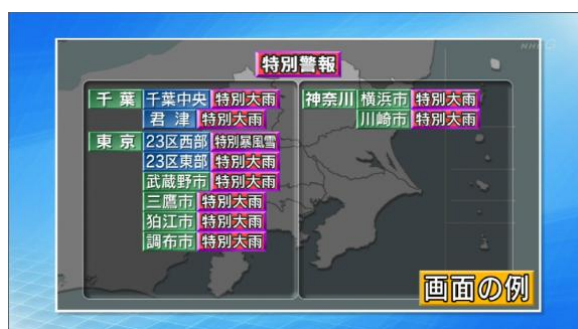 NHK
特別警報
千葉 千葉中央 特別大雨
君津 特別大雨
東京 23区西部 特別暴風雪
23区東部 特別大雨
武蔵野市 特別大雨
三鷹市 特別大雨
狛江市 特別大雨
調布市 特別大雨
神奈川 横浜市 特別大雨
川崎市 特別大雨
画面の例